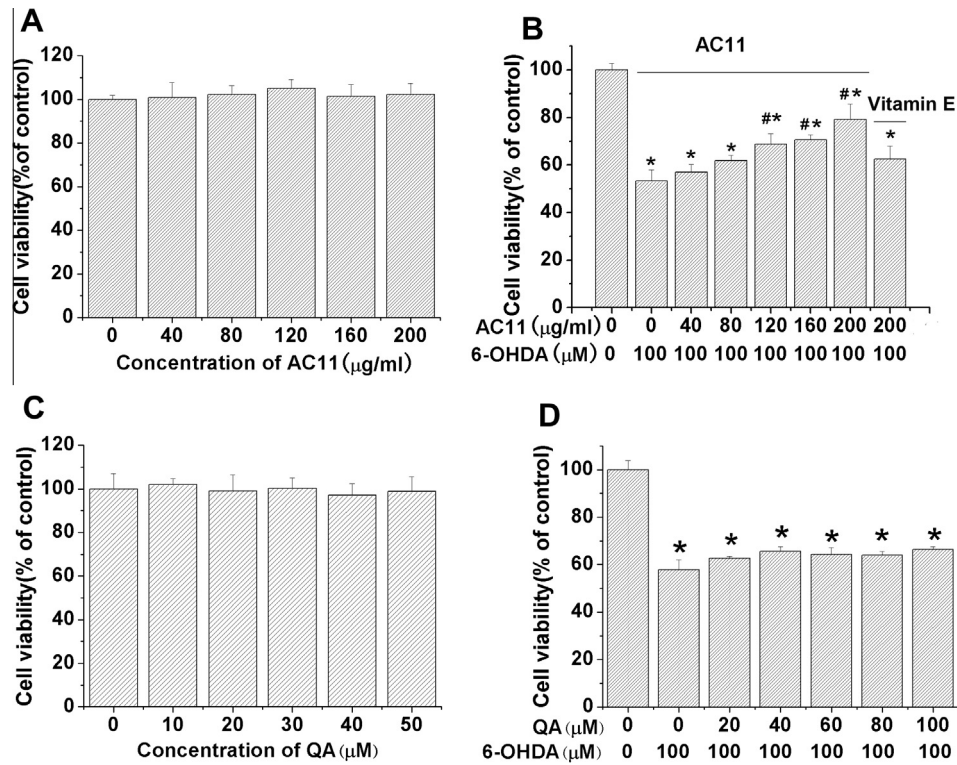 A
Cell viability(% of control)
120
100
80
60
40
20
0
0 40 80 120 160 200
Concentration of AC11(μg/ml)
B
AC11
Vitamin E
Cell viability(% of control)
100
80
60
40
20
0
* * * #* #* #* *
AC11(μg/ml) 0 0 40 80 120 160 200 200
6-OHDA(μM) 0 100 100 100 100 100 100 100
C
Cell viability(% of control)
120
100
80
60
40
20
0
0 10 20 30 40 50
Concentration of QA(μM)
D
Cell viability(% of control)
100
80
60
40
20
0
* * * * * *
QA(μM) 0 0 20 40 60 80 100
6-OHDA(μM) 0 100 100 100 100 100 100